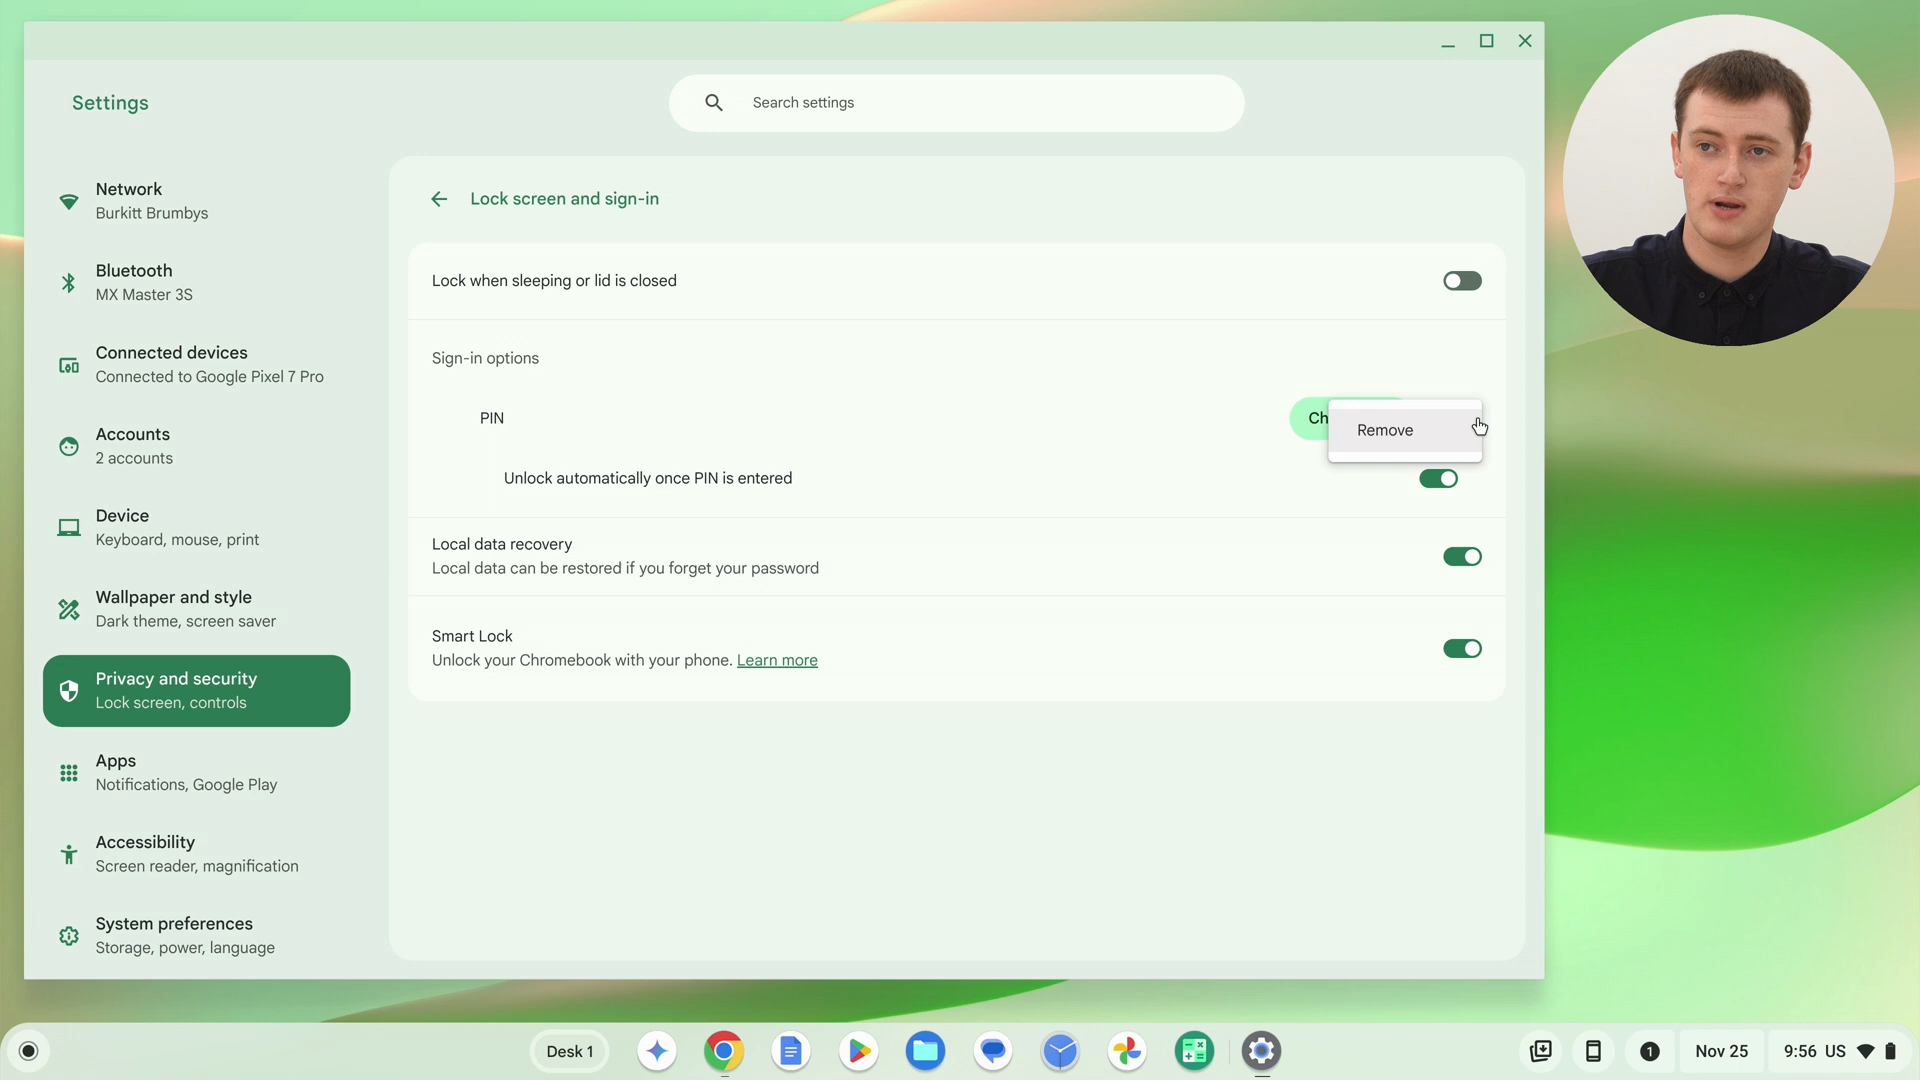 Settings
Search settings
Network
Burkitt Brumbys
Bluetooth
MX Master 3S
Connected devices
Connected to Google Pixel 7 Pro
Accounts
2 accounts
Device
Keyboard, mouse, print
Wallpaper and style
Dark theme, screen saver
Privacy and security
Lock screen, controls
Apps
Notifications, Google Play
Accessibility
Screen reader, magnification
System preferences
Storage, power, language
Lock screen and sign-in
Lock when sleeping or lid is closed
Sign-in options
PIN
Ch
Remove
Unlock automatically once PIN is entered
Local data recovery
Local data can be restored if you forget your password
Smart Lock
Unlock your Chromebook with your phone. Learn more
Desk 1
1
Nov 25
9:56 US